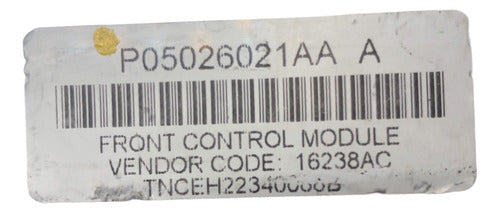 P05026021AA A
FRONT CONTROL MODULE
VENDOR CODE: 16238AC